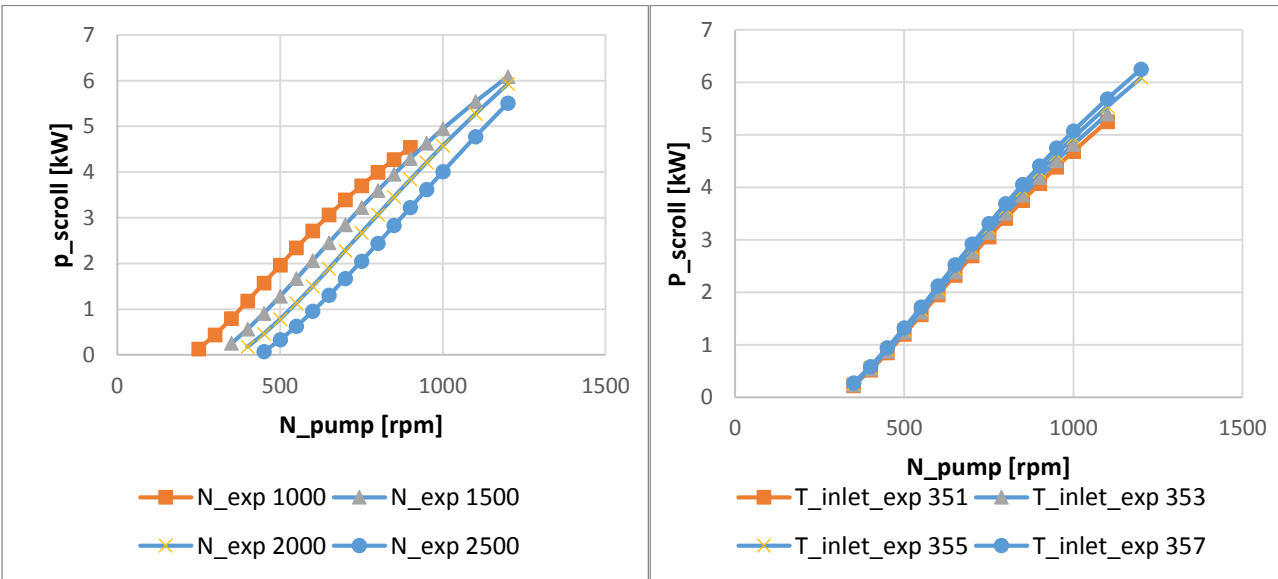 7
6
5
4
3
2
1
0
p_scroll [kW]
0 500 1000 1500
N_pump [rpm]
N_exp 1000 N_exp 1500
N_exp 2000 N_exp 2500
7
6
5
4
3
2
1
0
P_scroll [kW]
0 500 1000 1500
N_pump [rpm]
T_inlet_exp 351 T_inlet_exp 353
T_inlet_exp 355 T_inlet_exp 357